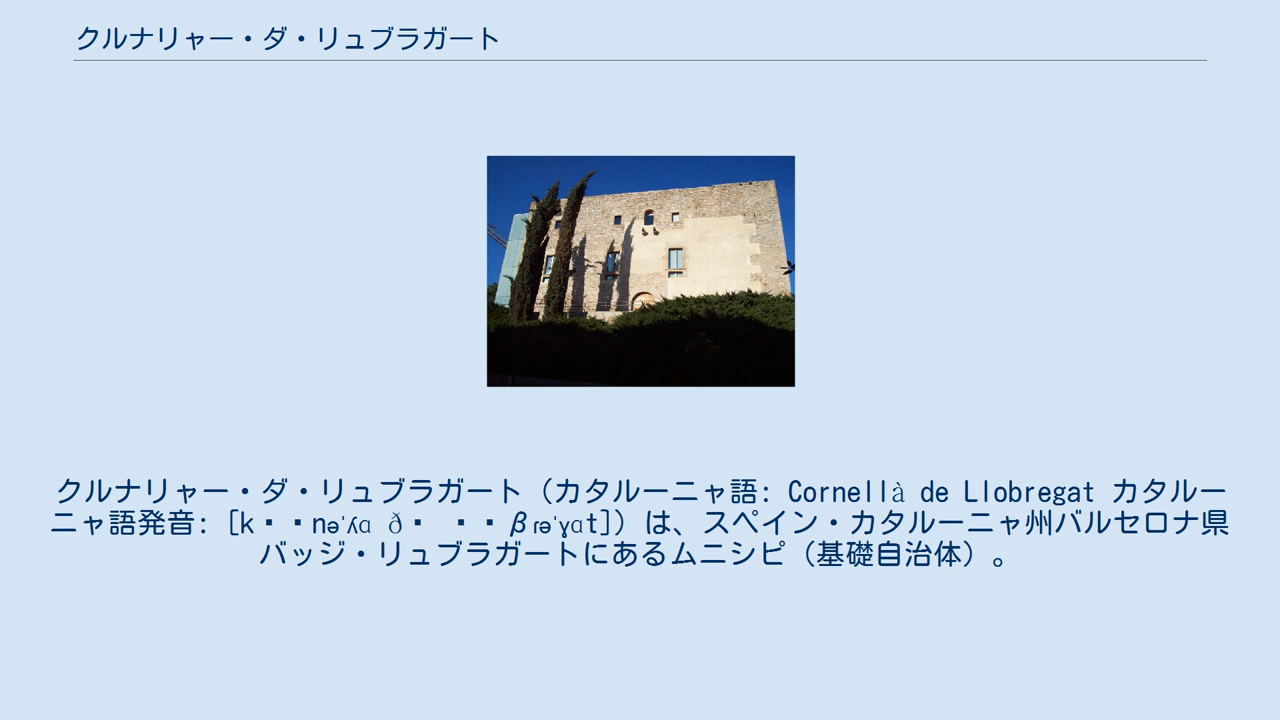 クルナリャー・ダ・リュブラガート
クルナリャー・ダ・リュブラガート（カタルーニャ語: Cornellà de Llobregat カタルー
ニャ語発音: [k▪▪nəˈʎɑ ð▪ ▪▪βɾəˈɣɑt]）は、スペイン・カタルーニャ州バルセロナ県
バッジ・リュブラガートにあるムニシピ（基礎自治体）。